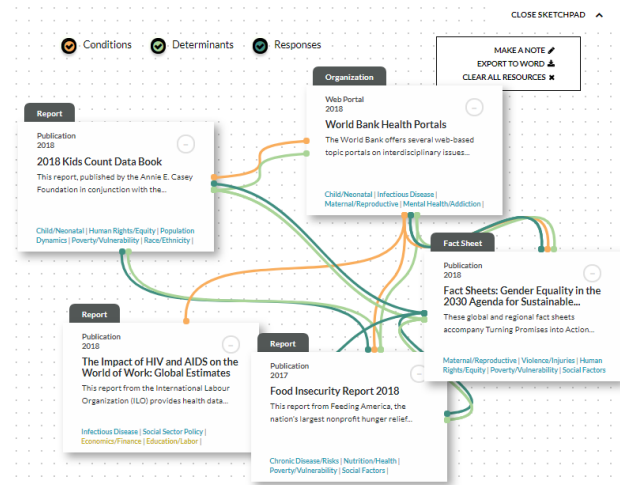 CLOSE SKETCHPAD
Conditions
Determinants
Responses
MAKE A NOTE
EXPORT TO WORD
CLEAR ALL RESOURCES
Organization
Web Portal
2018
World Bank Health Portals
The World Bank offers several web-based
topic portals on interdisciplinary issues...
Child/Neonatal | Infectious Disease |
Maternal/Reproductive | Mental Health/Addiction |
Report
Publication
2018
2018 Kids Count Data Book
This report, published by the Annie E. Casey
Foundation in conjunction with the...
Child/Neonatal | Human Rights/Equity | Population
Dynamics | Poverty/Vulnerability | Race/Ethnicity |
Fact Sheet
Publication
2018
Fact Sheets: Gender Equality in the
2030 Agenda for Sustainable...
These global and regional fact sheets
accompany Turning Promises into Action...
Maternal/Reproductive | Violence/Injuries | Human
Rights/Equity | Poverty/Vulnerability | Social Factors
Report
Publication
2018
The Impact of HIV and AIDS on the
World of Work: Global Estimates
This report from the International Labour
Organization (ILO) provides health data...
Infectious Disease | Social Sector Policy |
Economics/Finance | Education/Labor |
Report
Publication
2017
Food Insecurity Report 2018
This report from Feeding America, the
nation's largest nonprofit hunger relief...
Chronic Disease/Risks | Nutrition/Health |
Poverty/Vulnerability | Social Factors |